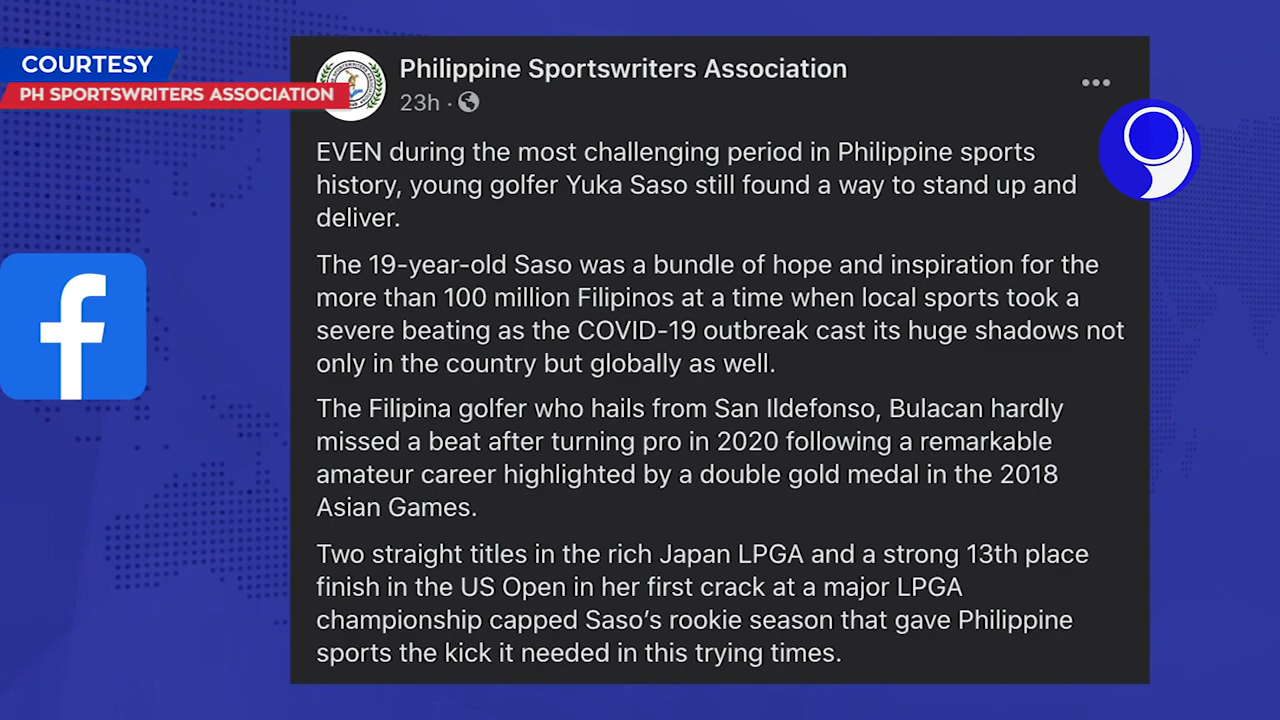 COURTESY
PH SPORTSWRITERS ASSOCIATION
Philippine Sportswriters Association
23h ·
EVEN during the most challenging period in Philippine sports
history, young golfer Yuka Saso still found a way to stand up and
deliver.
The 19-year-old Saso was a bundle of hope and inspiration for the
more than 100 million Filipinos at a time when local sports took a
severe beating as the COVID-19 outbreak cast its huge shadows not
only in the country but globally as well.
The Filipina golfer who hails from San Ildefonso, Bulacan hardly
missed a beat after turning pro in 2020 following a remarkable
amateur career highlighted by a double gold medal in the 2018
Asian Games.
Two straight titles in the rich Japan LPGA and a strong 13th place
finish in the US Open in her first crack at a major LPGA
championship capped Saso’s rookie season that gave Philippine
sports the kick it needed in this trying times.